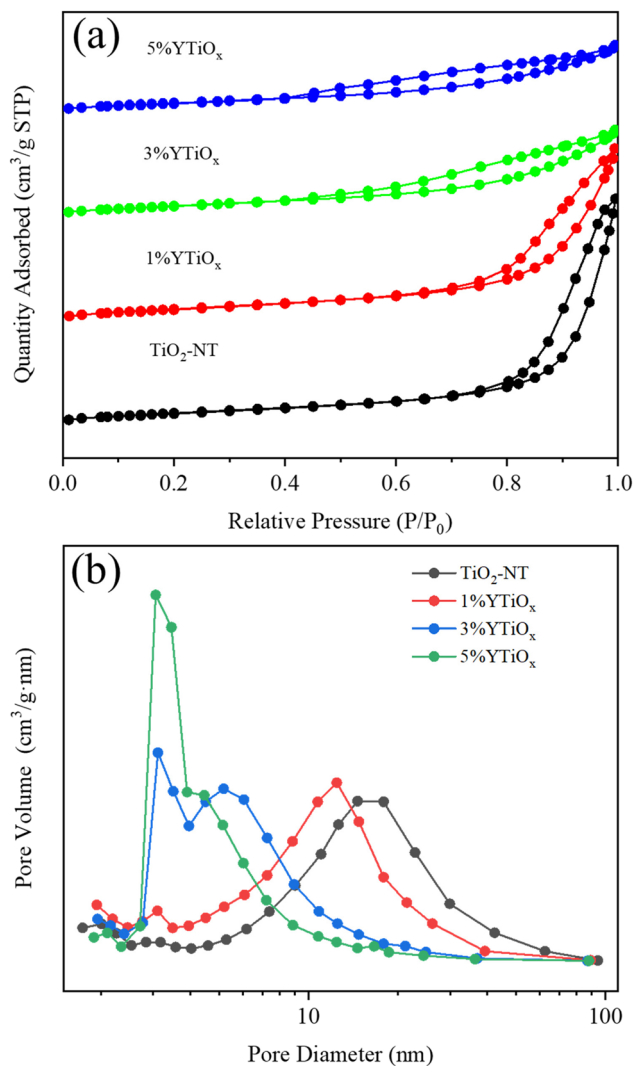 (a)
5%YTiOₓ
3%YTiOₓ
1%YTiOₓ
TiO₂-NT
Quantity Adsorbed (cm³/g STP)
0.0 0.2 0.4 0.6 0.8 1.0
Relative Pressure (P/P₀)
(b)
TiO₂-NT
1%YTiOₓ
3%YTiOₓ
5%YTiOₓ
Pore Volume (cm³/g·nm)
10 100
Pore Diameter (nm)